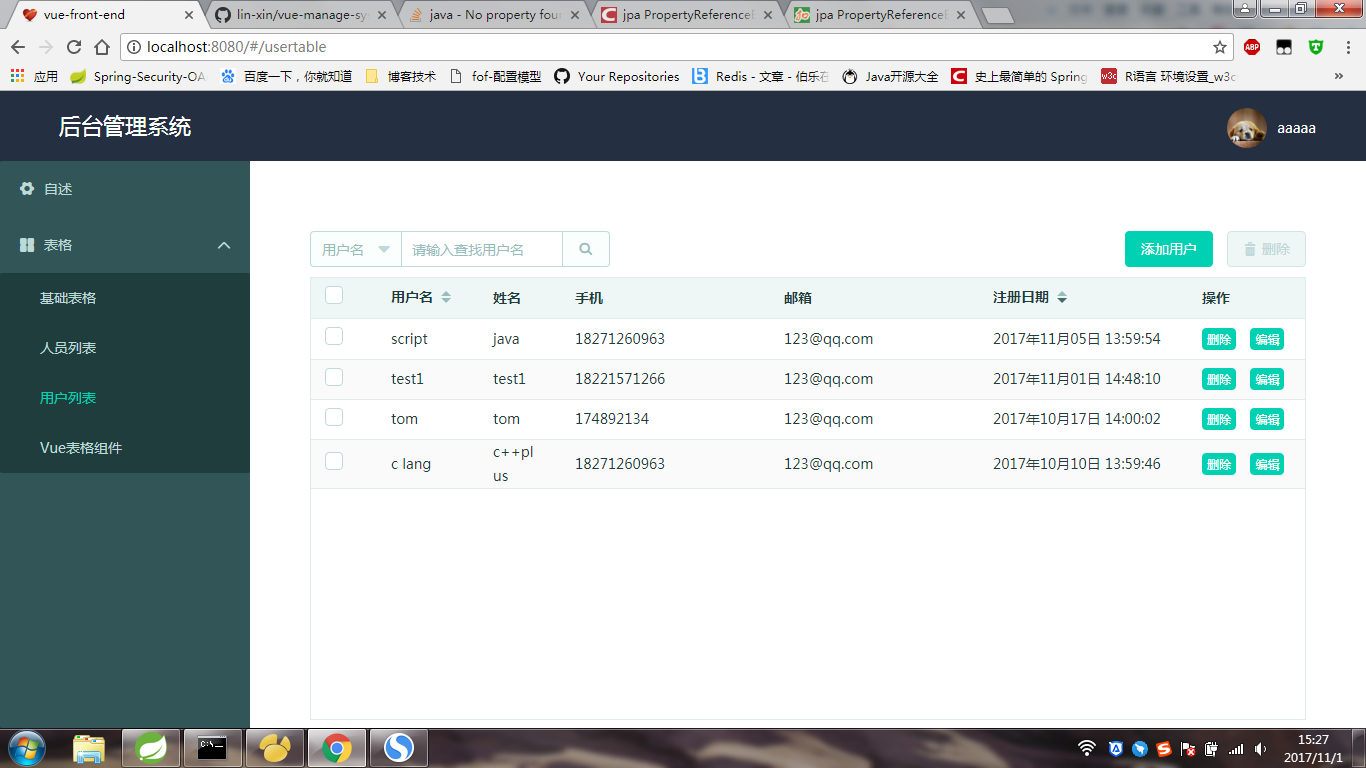 vue-front-end
lin-xin/vue-manage-sy
java - No property fou
jpa PropertyReference
jpa PropertyReference
localhost:8080/#/usertable
ABP
应用
Spring-Security-OA
百度一下，你就知道
博客技术
fof-配置模型
Your Repositories
Redis - 文章 - 伯乐在
Java开源大全
史上最简单的 Spring
w3c
R语言 环境设置_w3c
»
后台管理系统
aaaaa
自述
表格
基础表格
人员列表
用户列表
Vue表格组件
用户名
请输入查找用户名
添加用户
删除
用户名 姓名 手机 邮箱 注册日期 操作
script java 18271260963 123@qq.com 2017年11月05日 13:59:54 删除 编辑
test1 test1 18221571266 123@qq.com 2017年11月01日 14:48:10 删除 编辑
tom tom 174892134 123@qq.com 2017年10月17日 14:00:02 删除 编辑
c lang c++pl 18271260963 123@qq.com 2017年10月10日 13:59:46 删除 编辑
us
C:\_
15:27
2017/11/1